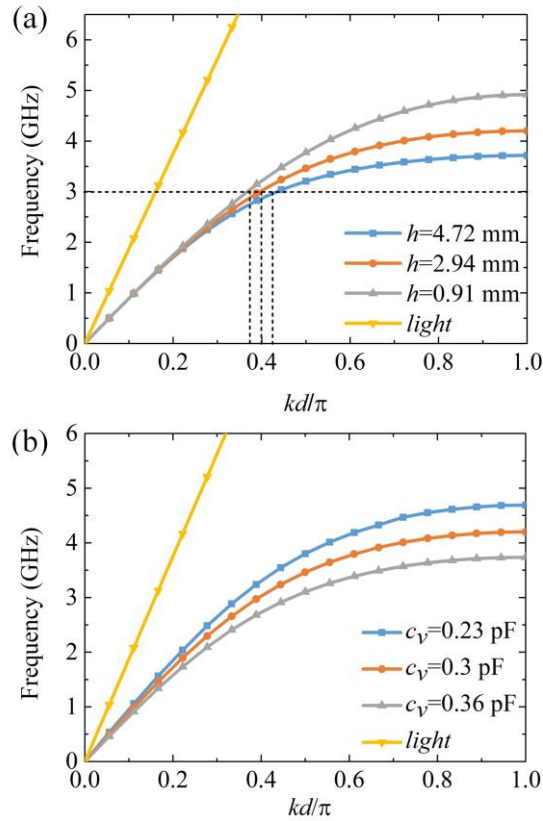 (a)
Frequency (GHz)
6
5
4
3
2
1
0
h=4.72 mm
h=2.94 mm
h=0.91 mm
light
0.0 0.2 0.4 0.6 0.8 1.0
kd/π
(b)
Frequency (GHz)
6
5
4
3
2
1
0
cv=0.23 pF
cv=0.3 pF
cv=0.36 pF
light
0.0 0.2 0.4 0.6 0.8 1.0
kd/π